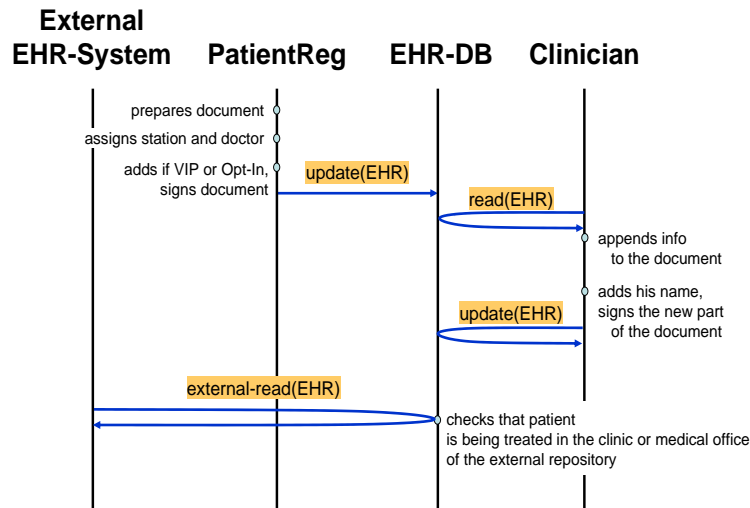 External
EHR-System
PatientReg
EHR-DB
Clinician
prepares document
assigns station and doctor
adds if VIP or Opt-In,
signs document
update(EHR)
read(EHR)
appends info
to the document
adds his name,
signs the new part
of the document
update(EHR)
external-read(EHR)
checks that patient
is being treated in the clinic or medical office
of the external repository